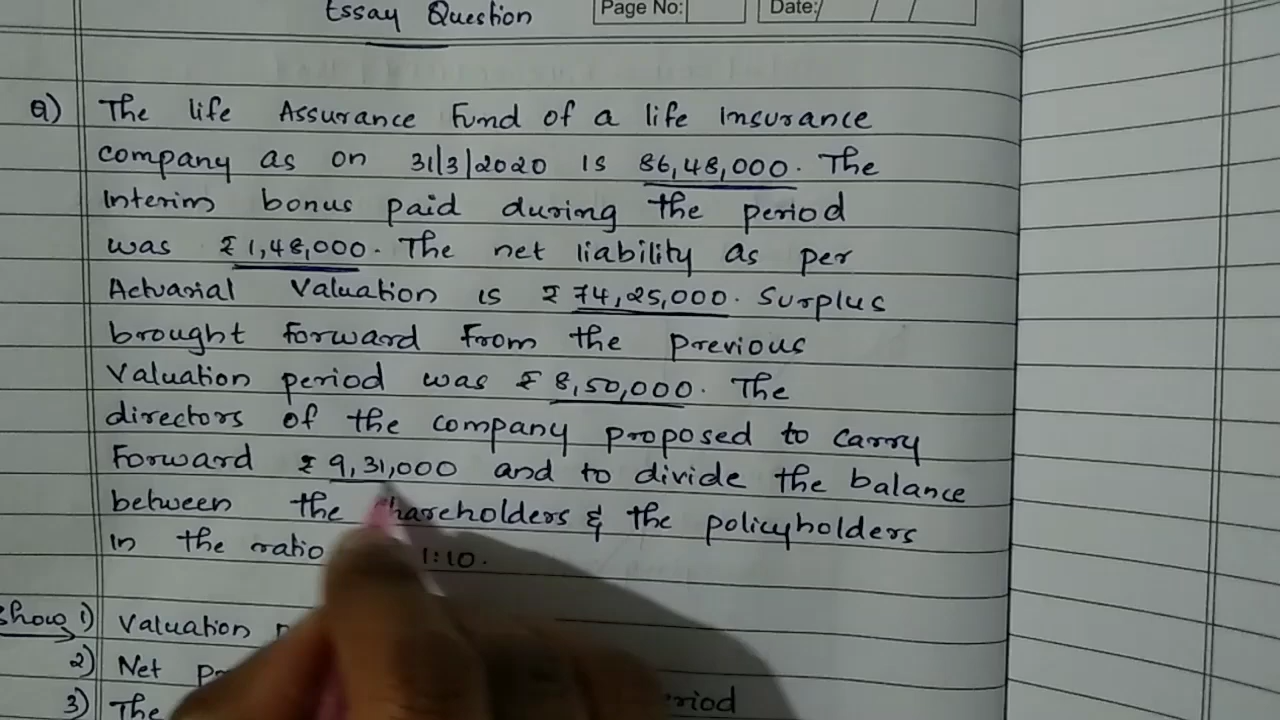 Essay Question
Page No:
Date:
Q) The life Assurance Fund of a life Insurance
company as on 31/3/2020 is 86,48,000. The
Interim bonus paid during the period
was ₹ 1,48,000. The net liability as per
Actuarial Valuation is ₹ 74,25,000. Surplus
brought forward from the previous
Valuation period was ₹ 8,50,000. The
directors of the company proposed to carry
Forward ₹ 9,31,000 and to divide the balance
between the shareholders & the policyholders
in the ratio 1:10.
Show 1) Valuation
2) Net
3) The